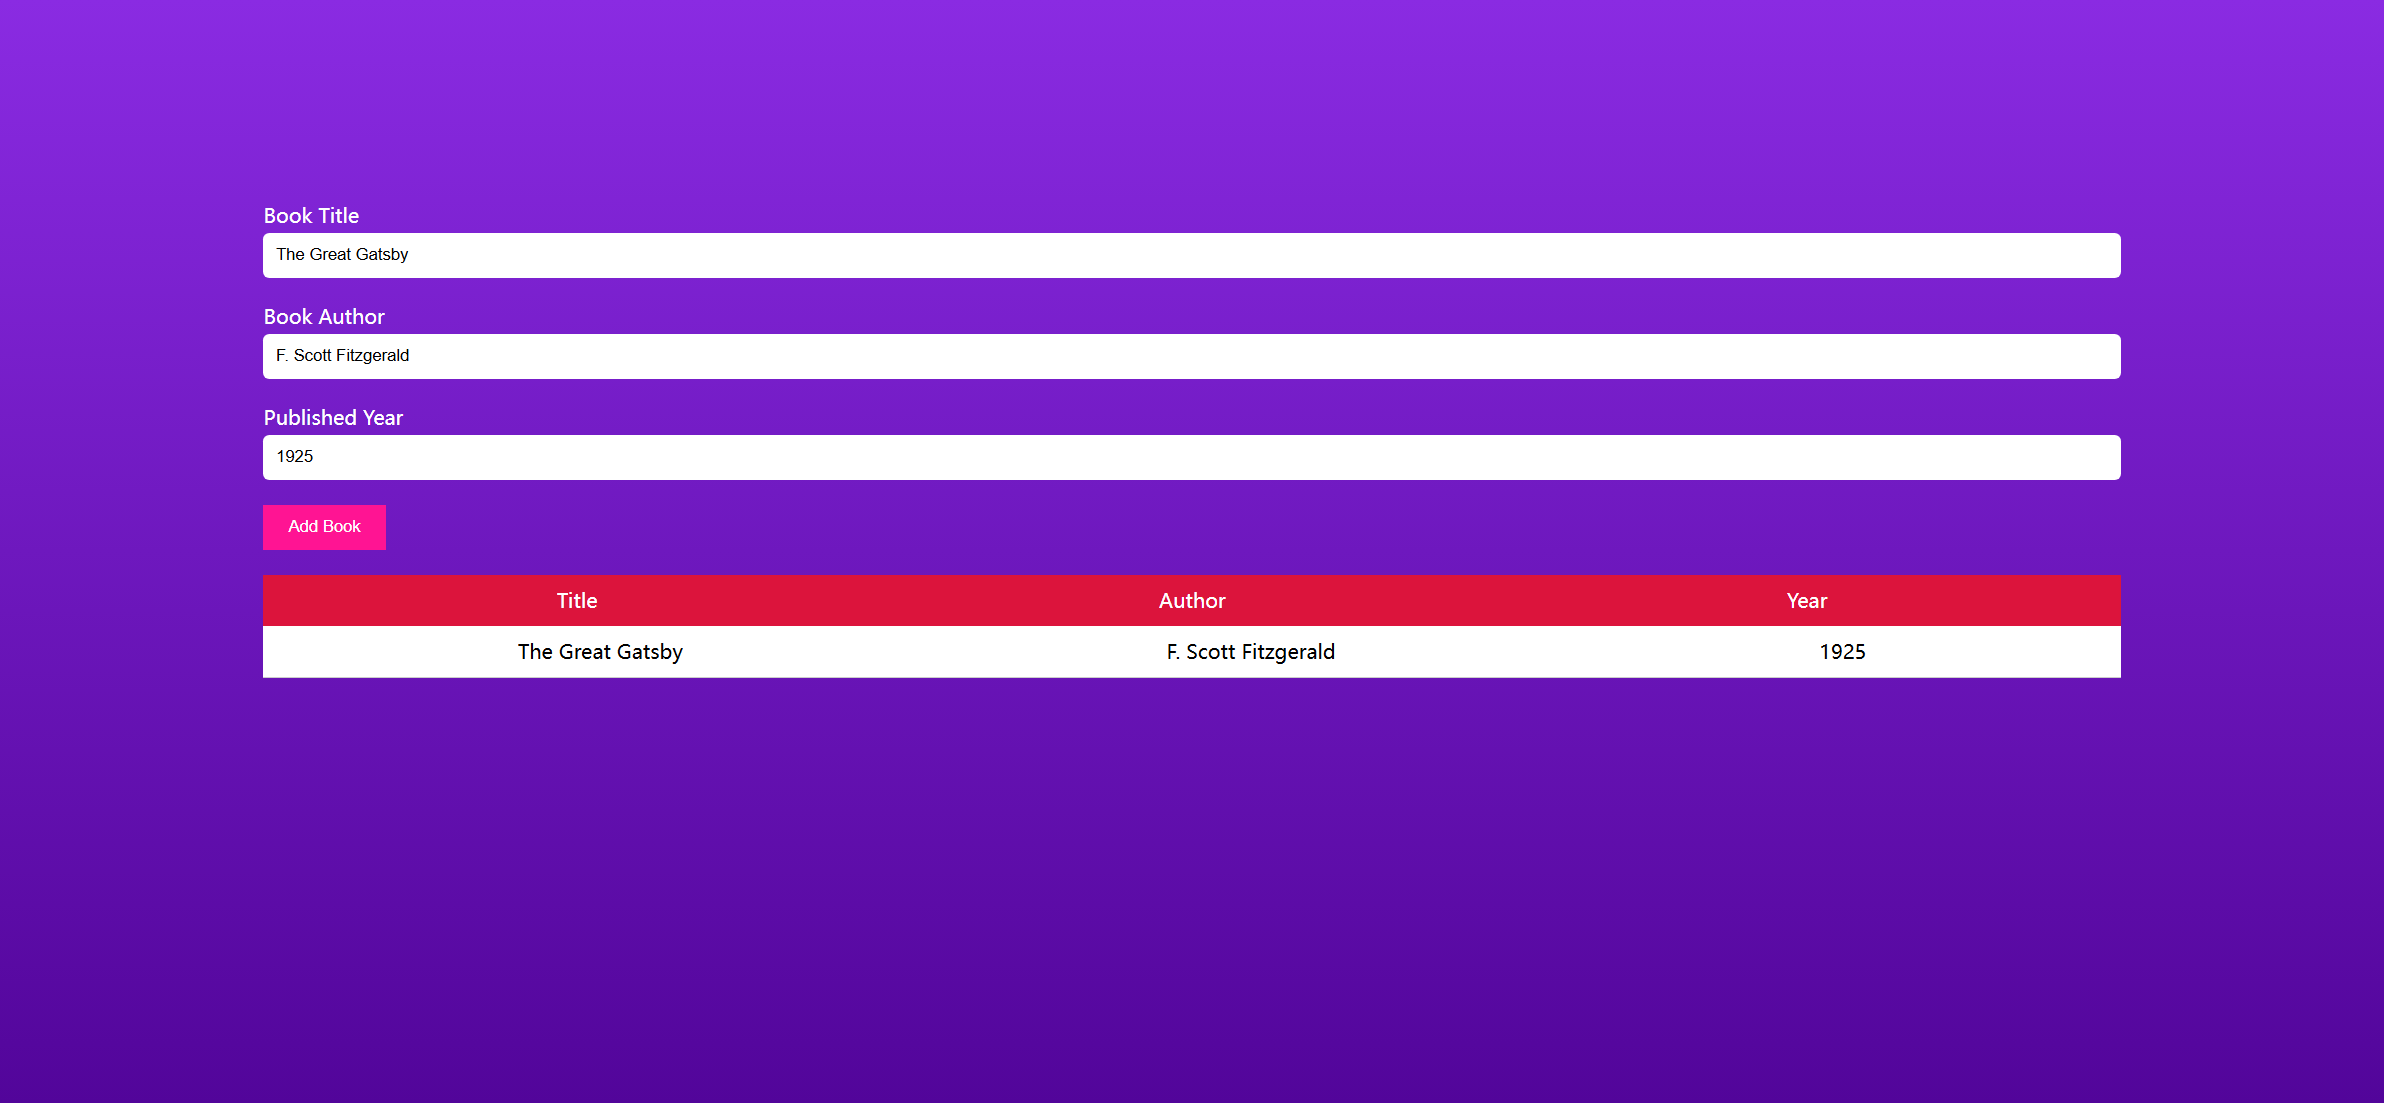 Book Title
The Great Gatsby
Book Author
F. Scott Fitzgerald
Published Year
1925
Add Book
Title Author Year
The Great Gatsby F. Scott Fitzgerald 1925